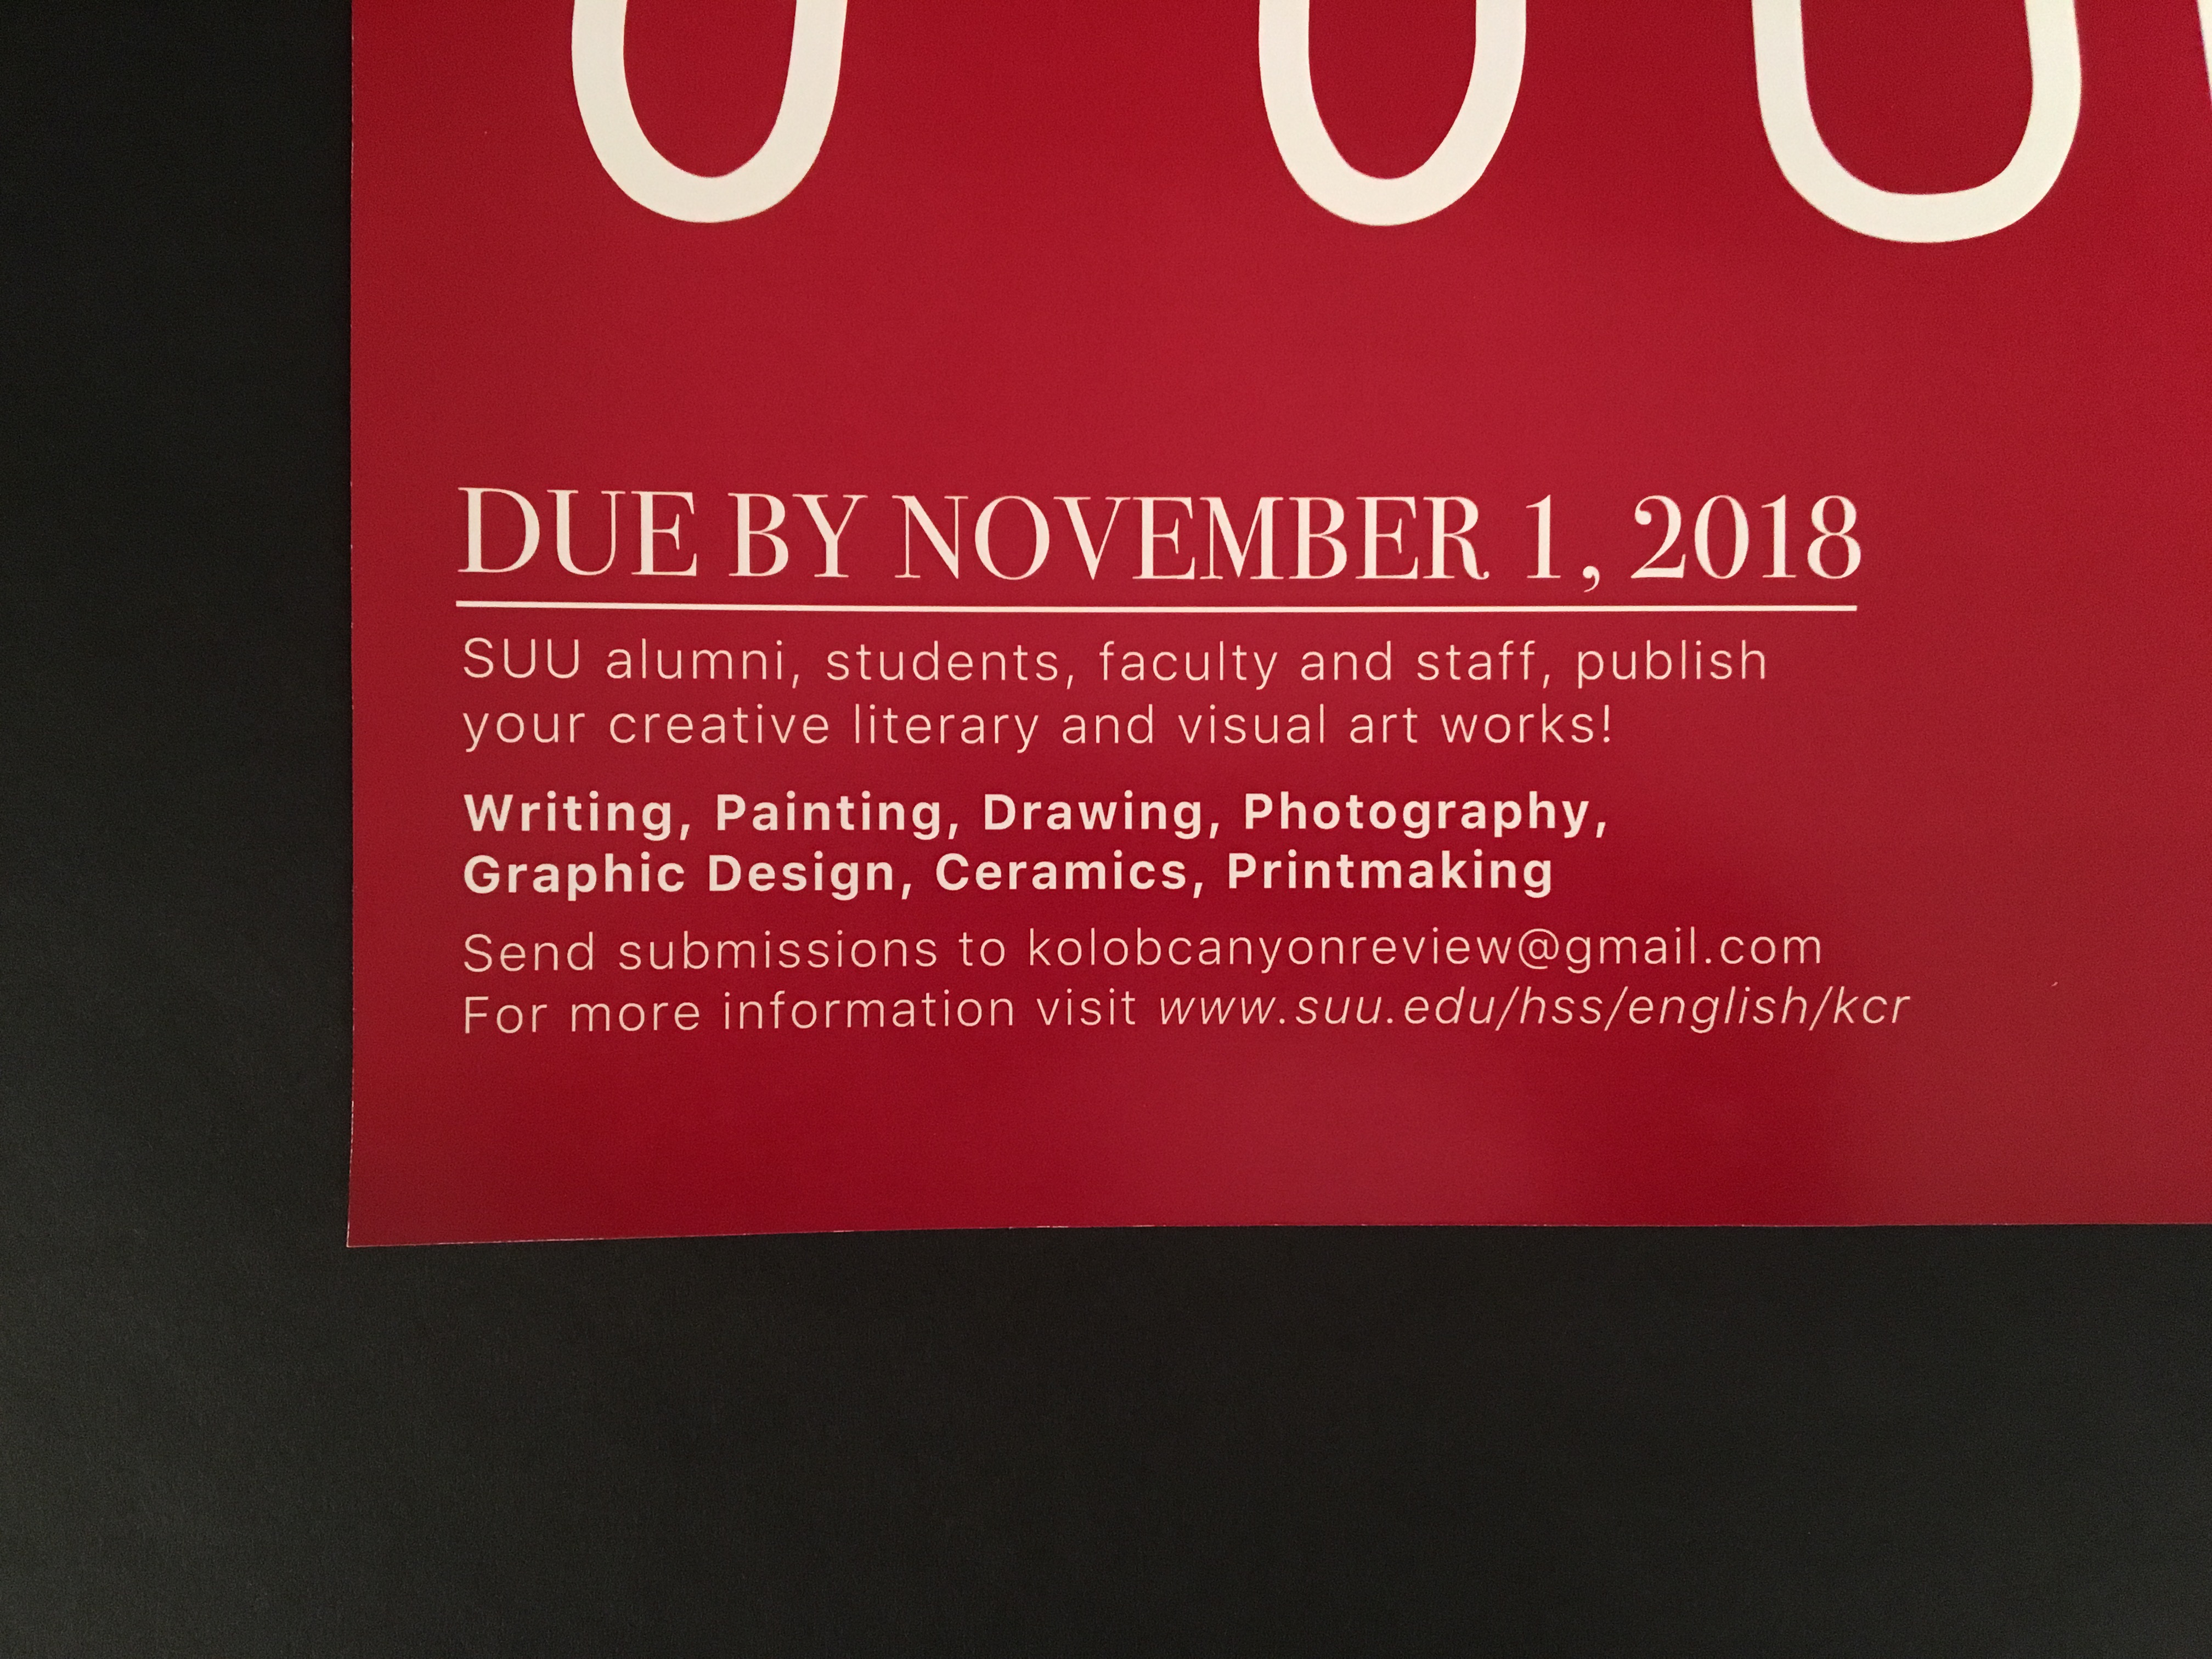 DUE BY NOVEMBER 1, 2018
SUU alumni, students, faculty and staff, publish
your creative literary and visual art works!
Writing, Painting, Drawing, Photography,
Graphic Design, Ceramics, Printmaking
Send submissions to kolobcanyonreview@gmail.com
For more information visit www.suu.edu/hss/english/kcr